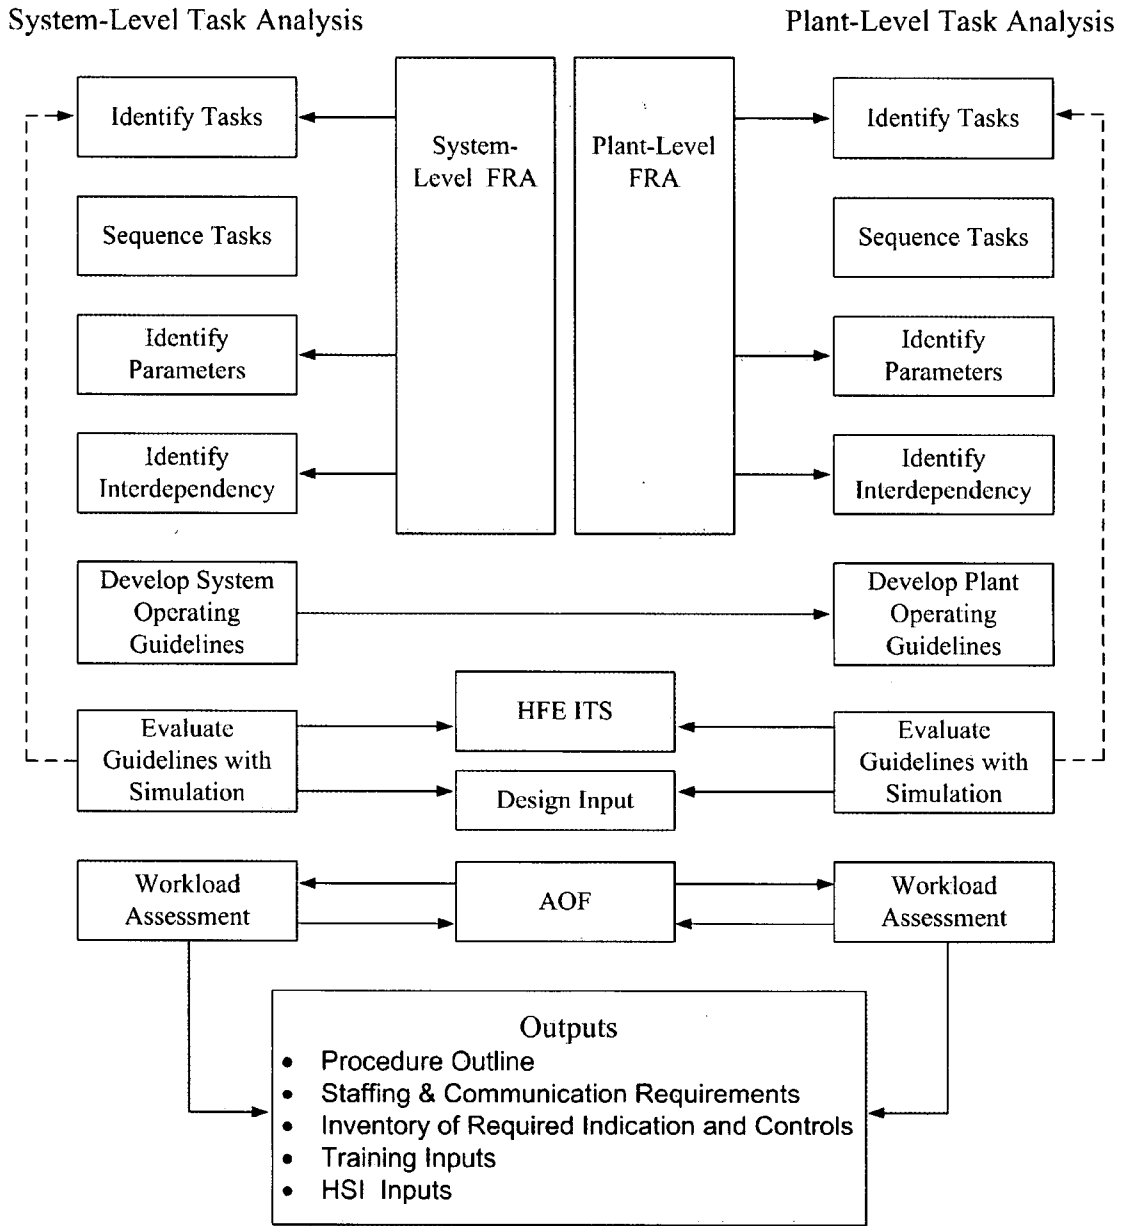 System-Level Task Analysis
Plant-Level Task Analysis
Identify Tasks
System-
Level FRA
Plant-Level
FRA
Identify Tasks
Sequence Tasks
Sequence Tasks
Identify
Parameters
Identify
Parameters
Identify
Interdependency
Identify
Interdependency
Develop System
Operating
Guidelines
Develop Plant
Operating
Guidelines
Evaluate
Guidelines with
Simulation
HFE ITS
Design Input
Evaluate
Guidelines with
Simulation
Workload
Assessment
AOF
Workload
Assessment
Outputs
• Procedure Outline
• Staffing & Communication Requirements
• Inventory of Required Indication and Controls
• Training Inputs
• HSI Inputs